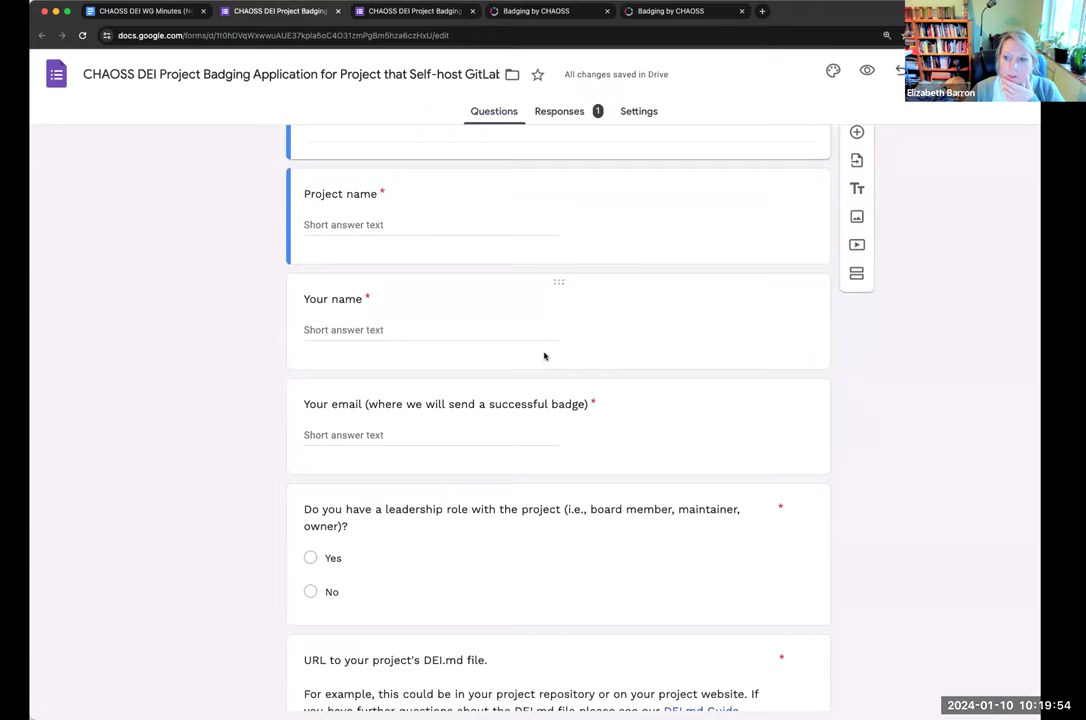 CHAOSS DEI WG Minutes (N
CHAOSS DEI Project Badging
CHAOSS DEI Project Badging
Badging by CHAOSS
Badging by CHAOSS
docs.google.com/forms/d/
/edit
CHAOSS DEI Project Badging Application for Project that Self-host GitLab
All changes saved in Drive
Elizabeth Barron
Questions
Responses 1
Settings
Tт
Project name *
Short answer text
Your name *
Short answer text
Your email (where we will send a successful badge) *
Short answer text
Do you have a leadership role with the project (i.e., board member, maintainer, *
owner)?
Yes
No
URL to your project's DEI.md file. *
For example, this could be in your project repository or on your project website. If
you have further questions about the DEI.md file please see our DEI.md Guide.
2024-01-10 10:19:54